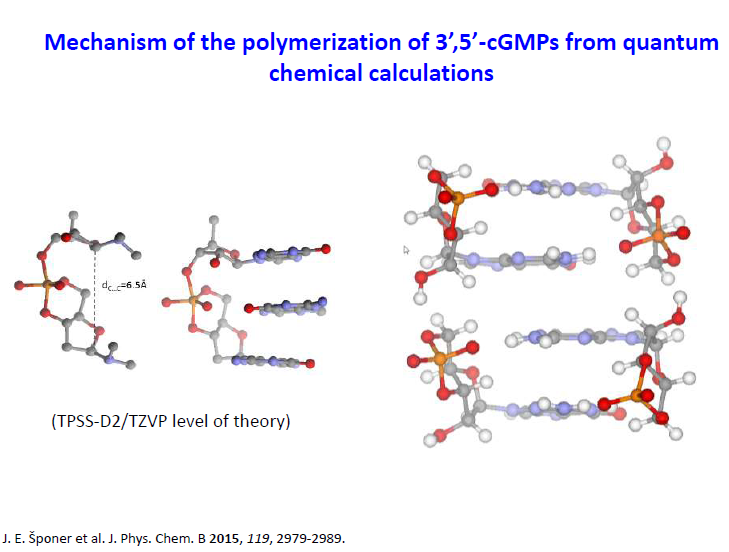 Mechanism of the polymerization of 3’,5’-cGMPs from quantum
chemical calculations
dC...C=6.5Å
(TPSS-D2/TZVP level of theory)
J. E. Šponer et al. J. Phys. Chem. B 2015, 119, 2979-2989.